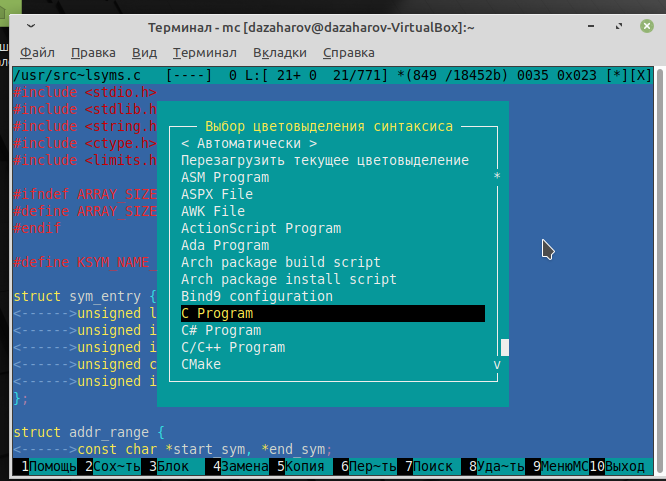 Терминал - mc [dazaharov@dazaharov-VirtualBox]:~
Файл Правка Вид Терминал Вкладки Справка
/usr/src~lsyms.c [----] 0 L:[ 21+ 0 21/771] *(849 /18452b) 0035 0x023 [*][X]
#include <stdio.h>
#include <stdlib.h
#include <string.h
#include <ctype.h>
#include <limits.h
#ifndef ARRAY_SIZE
#define ARRAY_SIZE
#endif
#define KSYM_NAME_
struct sym_entry {
<------>unsigned l
<------>unsigned i
<------>unsigned i
<------>unsigned c
<------>unsigned i
};
struct addr_range {
<------>const char *start_sym, *end_sym;
Выбор цветовыделения синтаксиса
< Автоматически >
Перезагрузить текущее цветовыделение
ASM Program *
ASPX File
AWK File
ActionScript Program
Ada Program
Arch package build script
Arch package install script
Bind9 configuration
C Program
C# Program
C/C++ Program
CMake v
1Помощь 2Сох~ть 3Блок 4Замена 5Копия 6Пер~ть 7Поиск 8Уда~ть 9МенюMC 10Выход